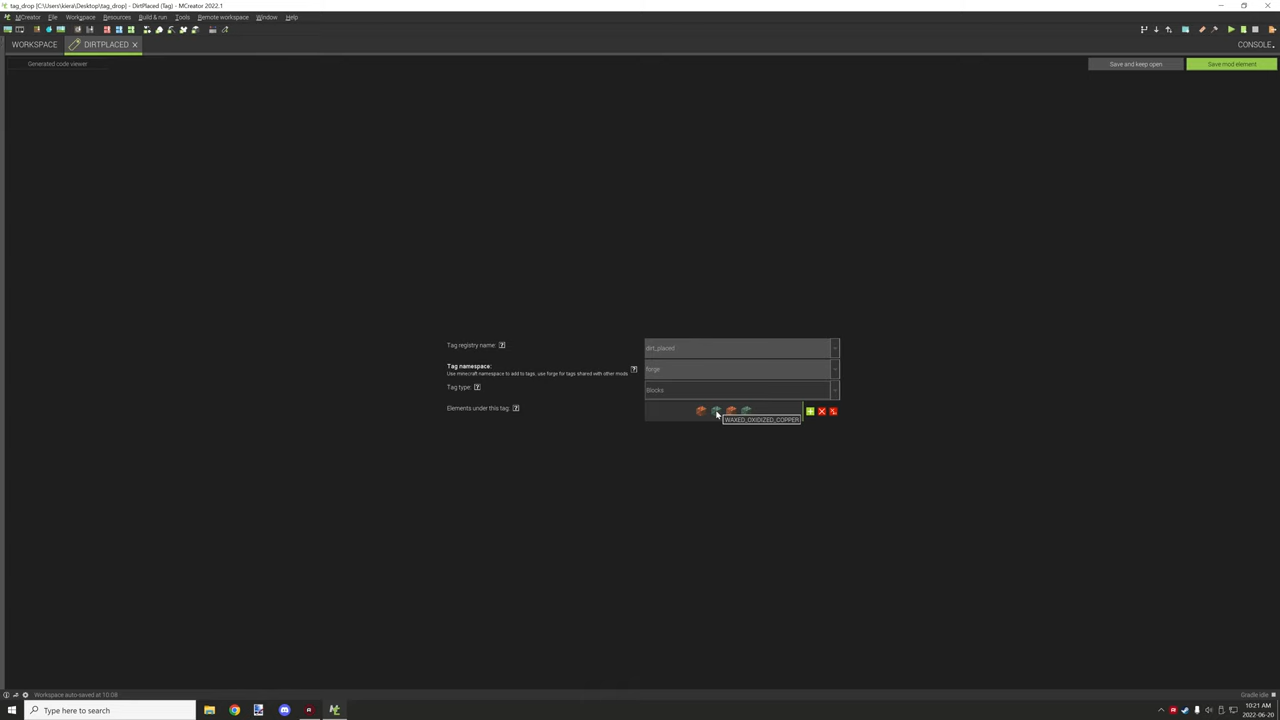 tag_drop [C:\Users\kiera\Desktop\tag_drop] - DirtPlaced (Tag) - MCreator 2022.1
MCreator File Workspace Resources Build & run Tools Remote workspace Window Help
WORKSPACE DIRTPLACED CONSOLE
Generated code viewer Save and keep open Save mod element
Tag registry name: dirt_placed
Tag namespace: forge
Use minecraft namespace to add to tags, use forge for tags shared with other mods
Tag type: Blocks
Elements under this tag:
WAXED_OXIDIZED_COPPER
Workspace auto-saved at 10:08 Gradle idle
Type here to search 10:21 AM
2022-06-20